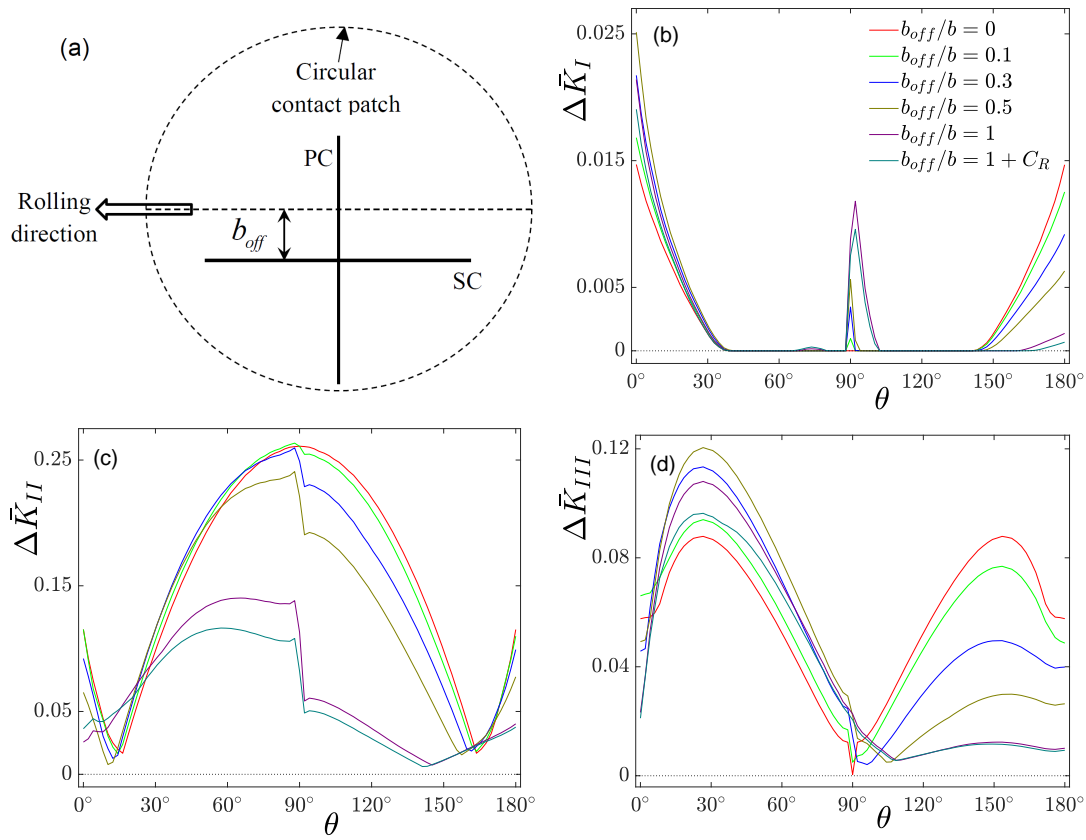 (a)
Circular
contact patch
PC
Rolling
direction
b_off
SC
(b)
ΔK̄_I
0.025
0.015
0.005
0
b_off/b = 0
b_off/b = 0.1
b_off/b = 0.3
b_off/b = 0.5
b_off/b = 1
b_off/b = 1 + C_R
0° 30° 60° 90° 120° 150° 180°
θ
(c)
ΔK̄_II
0.25
0.15
0.05
0
0° 30° 60° 90° 120° 150° 180°
θ
(d)
ΔK̄_III
0.12
0.08
0.04
0
0° 30° 60° 90° 120° 150° 180°
θ